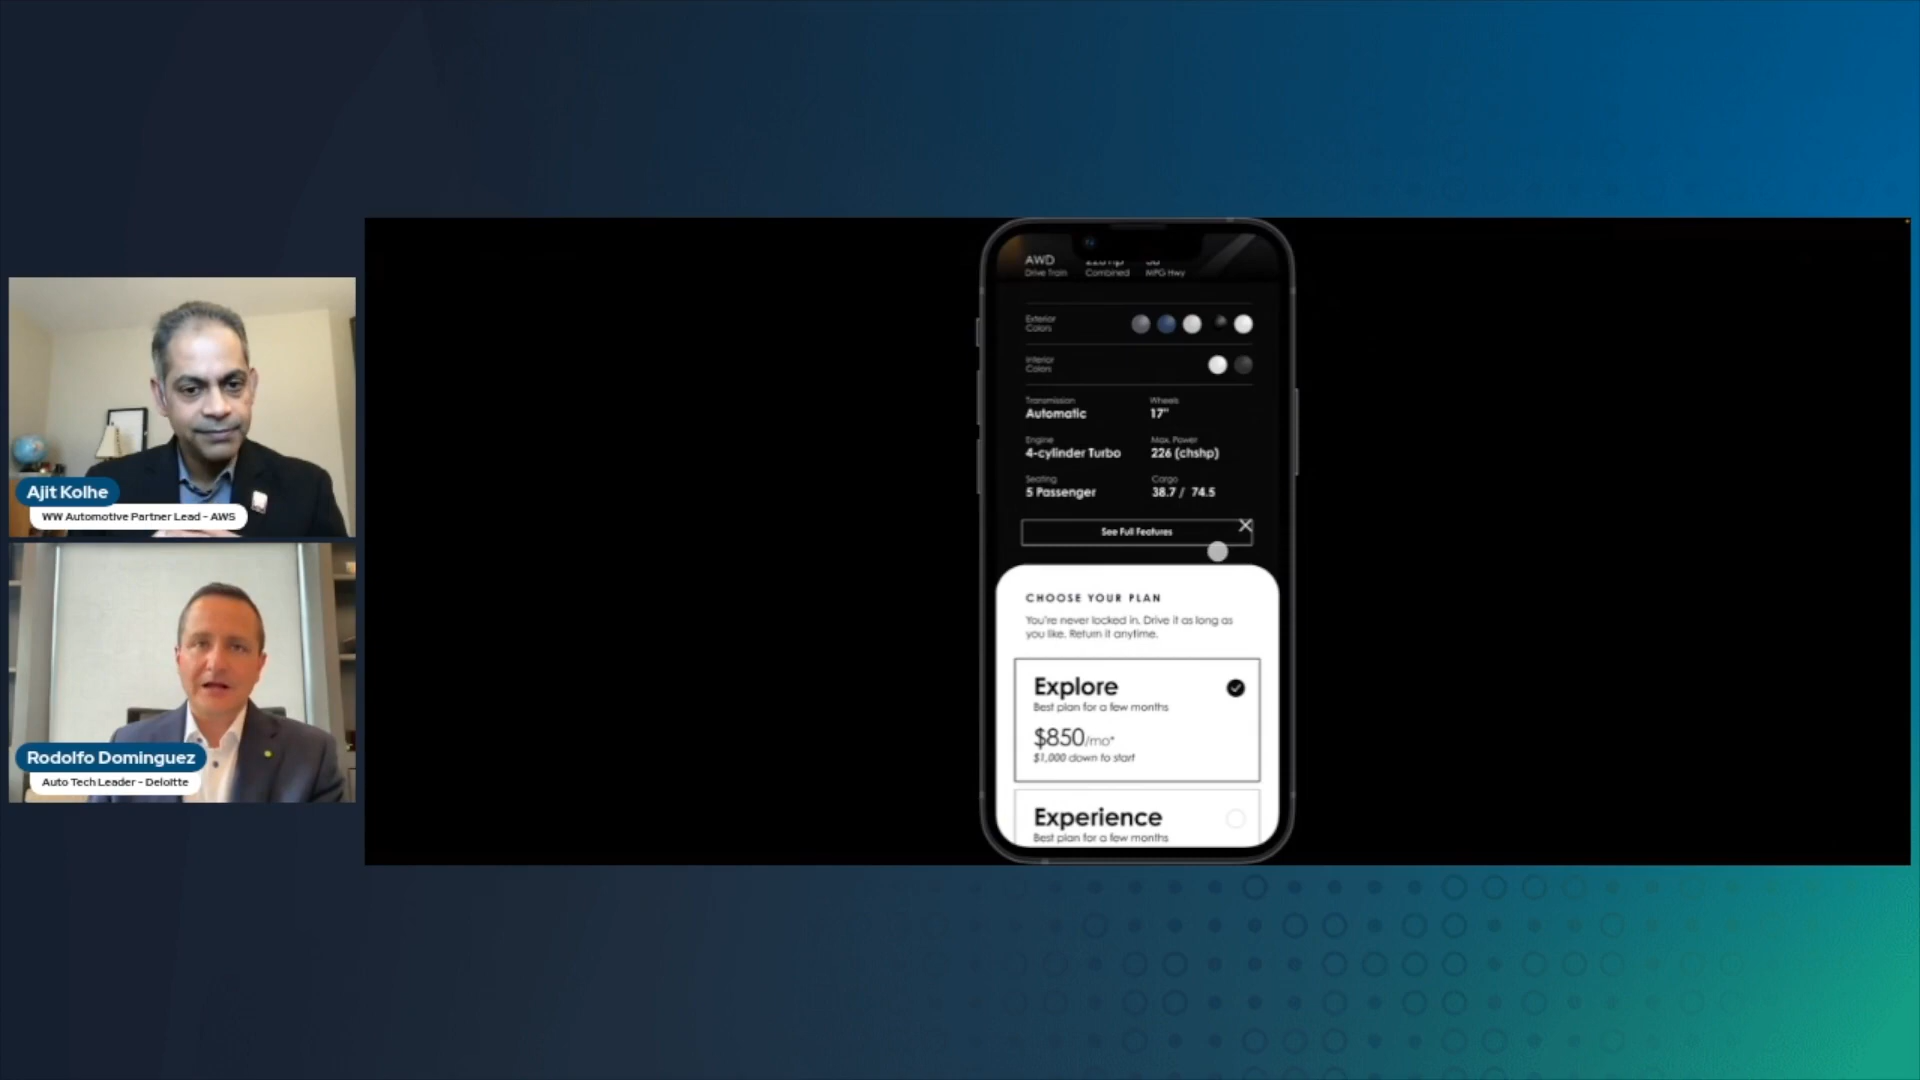 Ajit Kolhe
WW Automotive Partner Lead - AWS
Rodolfo Dominguez
Auto Tech Leader - Deloitte
AWD
Drive Train
Combined
MPG Hwy
Exterior
Colors
Interior
Colors
Transmission
Automatic
Wheels
17"
Engine
4-cylinder Turbo
Max. Power
226 (chshp)
Seating
5 Passenger
Cargo
38.7 / 74.5
See Full Features
CHOOSE YOUR PLAN
You're never locked in. Drive it as long as
you like. Return it anytime.
Explore
Best plan for a few months
$850/mo*
$1,000 down to start
Experience
Best plan for a few months